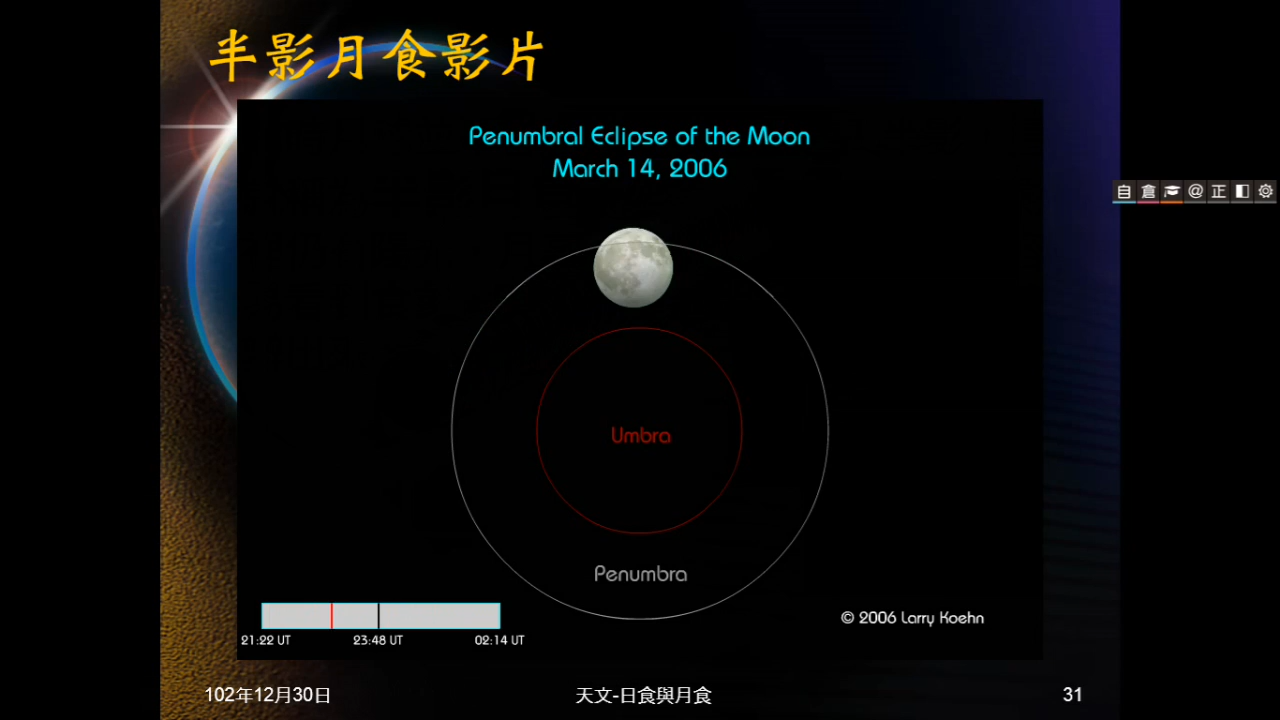 半影月食影片
Penumbral Eclipse of the Moon
March 14, 2006
自 倉 @ 正
Umbra
Penumbra
21:22 UT 23:48 UT 02:14 UT
© 2006 Larry Koehn
102年12月30日 天文-日食與月食 31